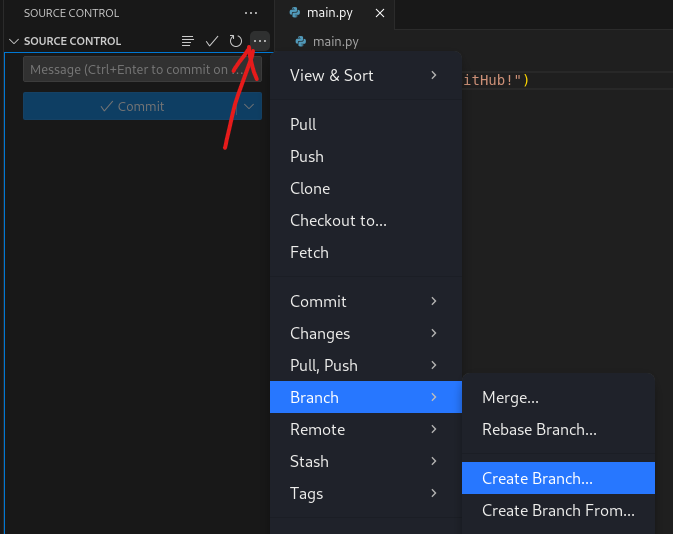 SOURCE CONTROL
main.py
SOURCE CONTROL
main.py
Message (Ctrl+Enter to commit on ...
Commit
itHub!")
View & Sort
Pull
Push
Clone
Checkout to...
Fetch
Commit
Changes
Pull, Push
Branch
Remote
Stash
Tags
Merge...
Rebase Branch...
Create Branch...
Create Branch From...